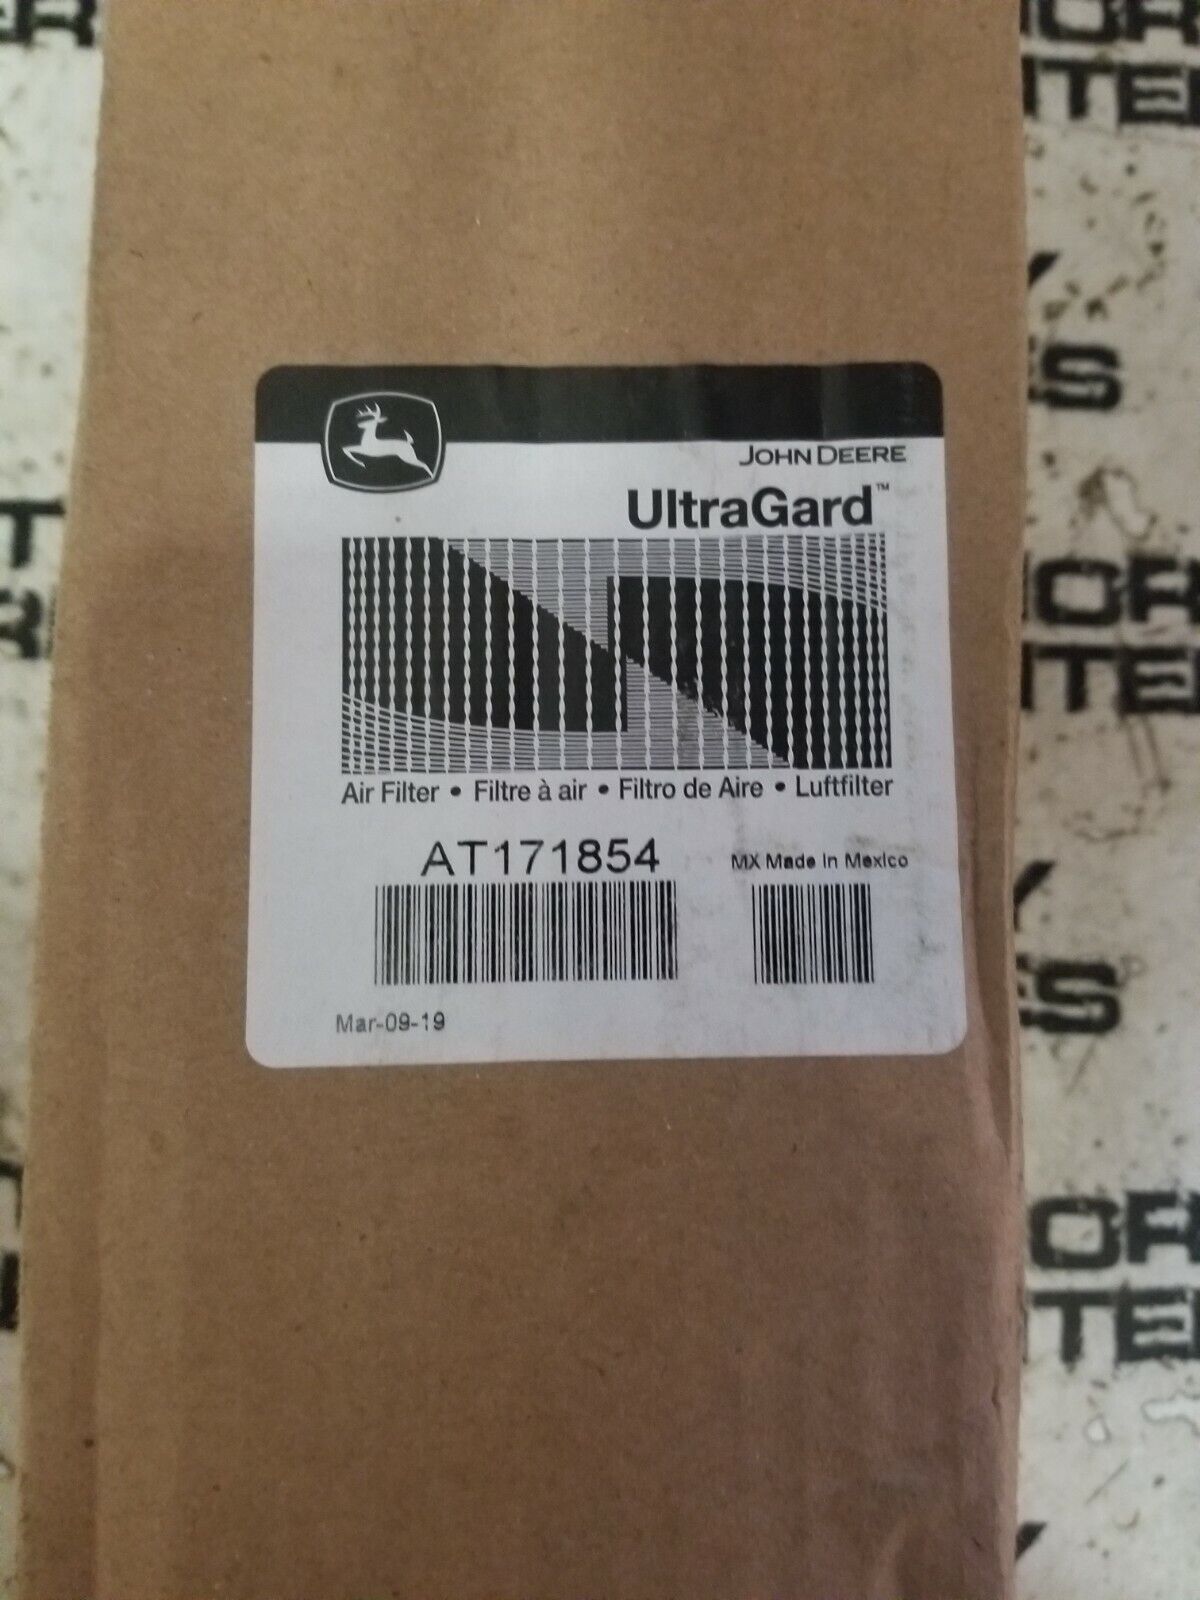 JOHN DEERE
UltraGard™
Air Filter • Filtre à air • Filtro de Aire • Luftfilter
AT171854
MX Made In Mexico
Mar-09-19